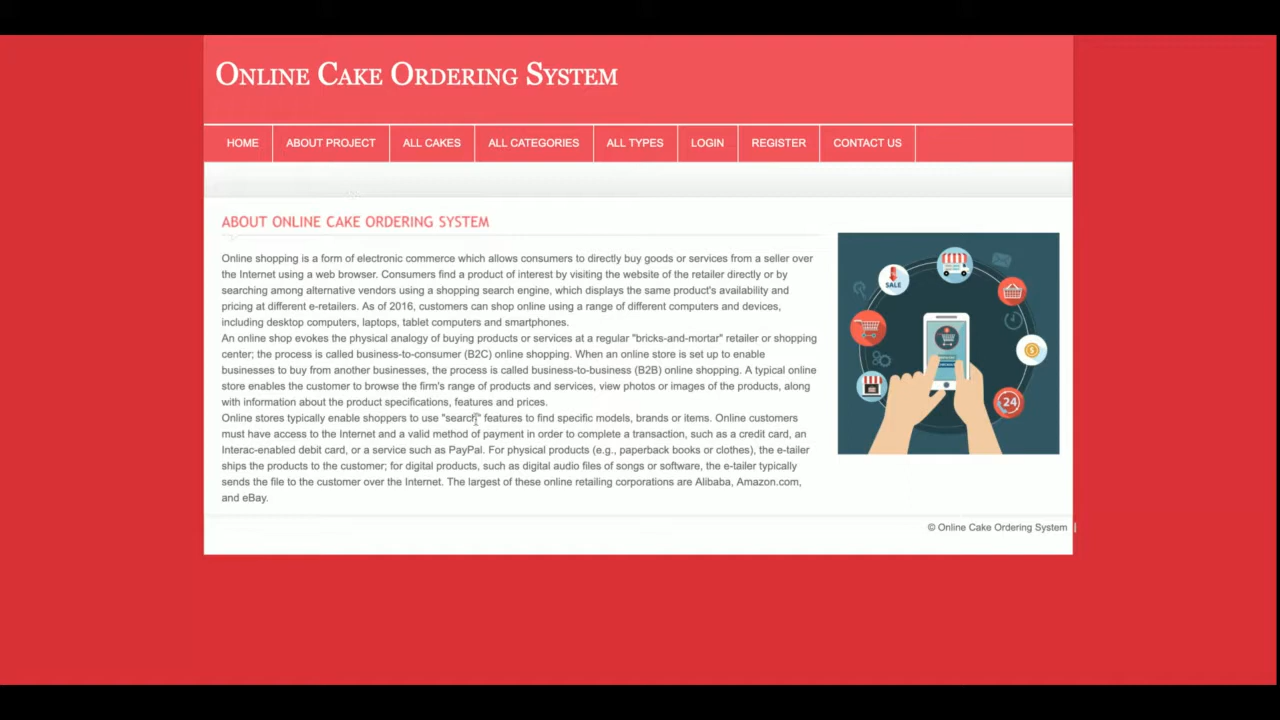 Online Cake Ordering System
HOME
ABOUT PROJECT
ALL CAKES
ALL CATEGORIES
ALL TYPES
LOGIN
REGISTER
CONTACT US
ABOUT ONLINE CAKE ORDERING SYSTEM
Online shopping is a form of electronic commerce which allows consumers to directly buy goods or services from a seller over
the Internet using a web browser. Consumers find a product of interest by visiting the website of the retailer directly or by
searching among alternative vendors using a shopping search engine, which displays the same product's availability and
pricing at different e-retailers. As of 2016, customers can shop online using a range of different computers and devices,
including desktop computers, laptops, tablet computers and smartphones.
An online shop evokes the physical analogy of buying products or services at a regular "bricks-and-mortar" retailer or shopping
center; the process is called business-to-consumer (B2C) online shopping. When an online store is set up to enable
businesses to buy from another businesses, the process is called business-to-business (B2B) online shopping. A typical online
store enables the customer to browse the firm's range of products and services, view photos or images of the products, along
with information about the product specifications, features and prices.
Online stores typically enable shoppers to use "search" features to find specific models, brands or items. Online customers
must have access to the Internet and a valid method of payment in order to complete a transaction, such as a credit card, an
Interac-enabled debit card, or a service such as PayPal. For physical products (e.g., paperback books or clothes), the e-tailer
ships the products to the customer; for digital products, such as digital audio files of songs or software, the e-tailer typically
sends the file to the customer over the Internet. The largest of these online retailing corporations are Alibaba, Amazon.com,
and eBay.
SALE
24
© Online Cake Ordering System |